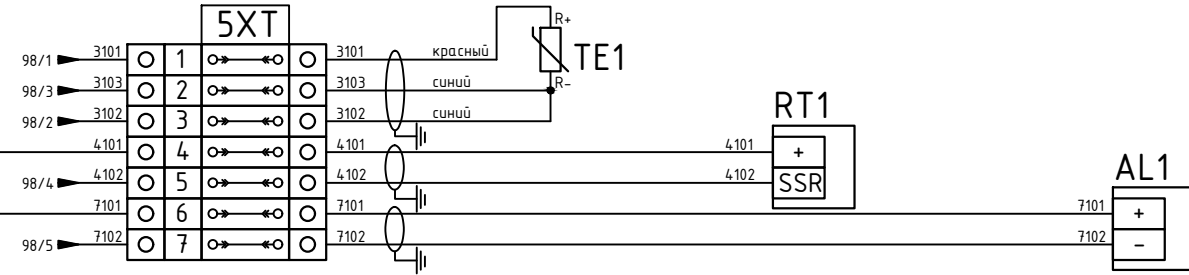 5XT
98/1 3101 1 3101 красный R+
TE1
98/3 3103 2 3103 синий R-
98/2 3102 3 3102 синий
RT1
4101 4 4101 4101 +
98/4 4102 5 4102 4102 SSR
AL1
7101 6 7101 7101 +
98/5 7102 7 7102 7102 -